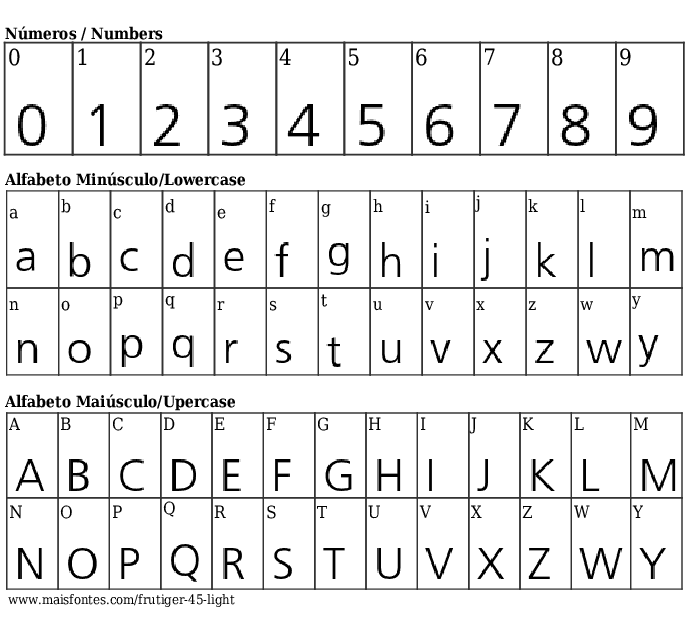 Números / Numbers
0 1 2 3 4 5 6 7 8 9
0 1 2 3 4 5 6 7 8 9
Alfabeto Minúsculo/Lowercase
a b c d e f g h i j k l m
a b c d e f g h i j k l m
n o p q r s t u v x z w y
n o p q r s t u v x z w y
Alfabeto Maiúsculo/Upercase
A B C D E F G H I J K L M
A B C D E F G H I J K L M
N O P Q R S T U V X Z W Y
N O P Q R S T U V X Z W Y
www.maisfontes.com/frutiger-45-light